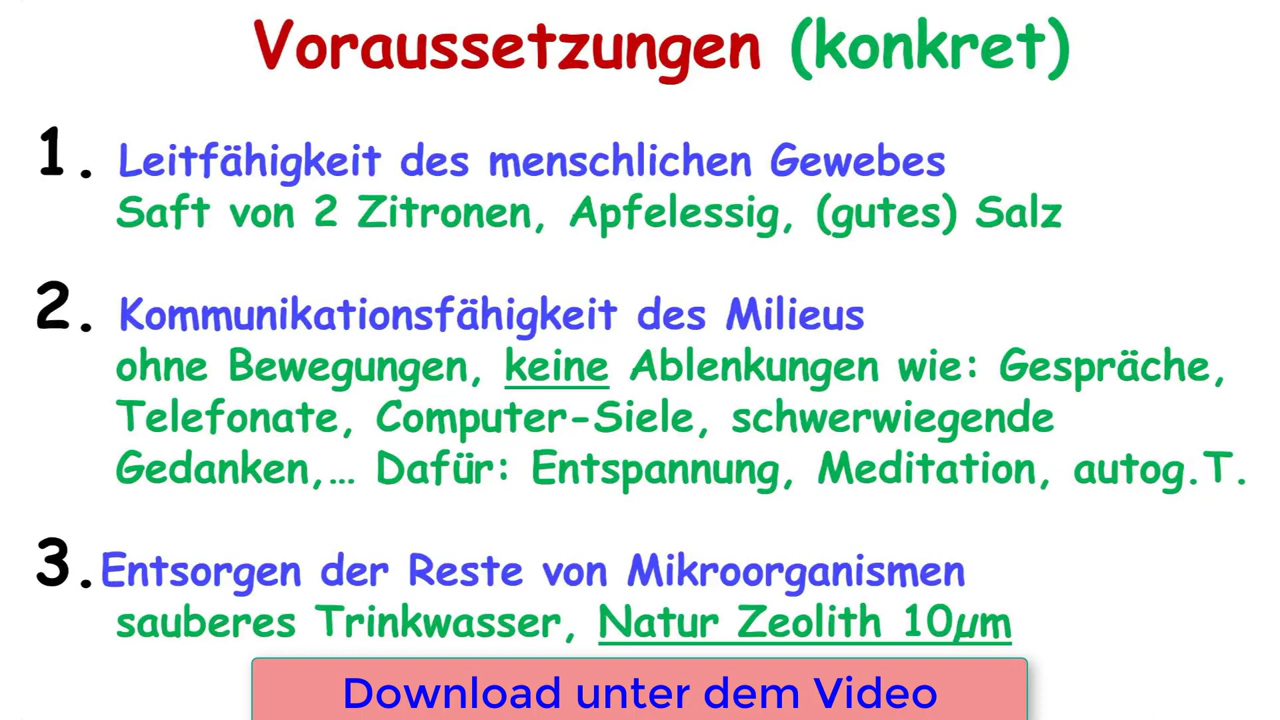 Voraussetzungen (konkret)
1. Leitfähigkeit des menschlichen Gewebes
Saft von 2 Zitronen, Apfelessig, (gutes) Salz
2. Kommunikationsfähigkeit des Milieus
ohne Bewegungen, keine Ablenkungen wie: Gespräche,
Telefonate, Computer-Siele, schwerwiegende
Gedanken,... Dafür: Entspannung, Meditation, autog.T.
3. Entsorgen der Reste von Mikroorganismen
sauberes Trinkwasser, Natur Zeolith 10µm
Download unter dem Video